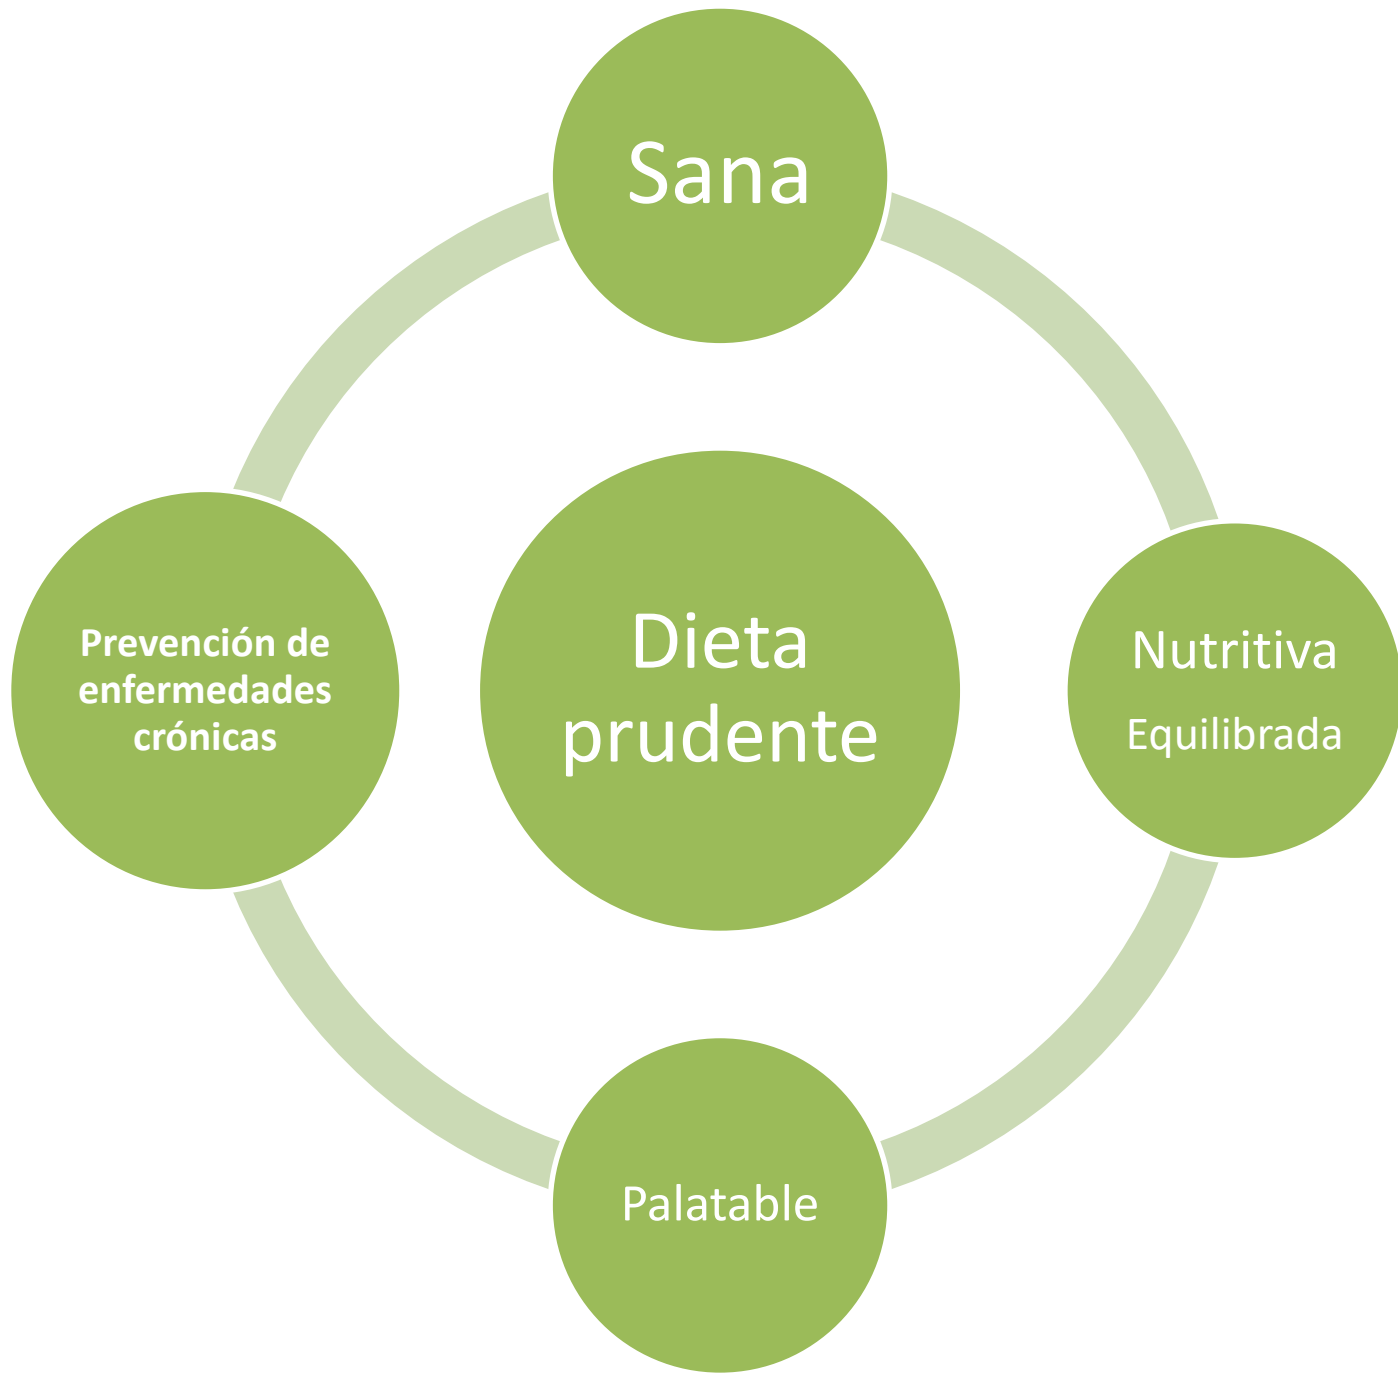 Sana
Prevención de
enfermedades
crónicas
Dieta
prudente
Nutritiva
Equilibrada
Palatable